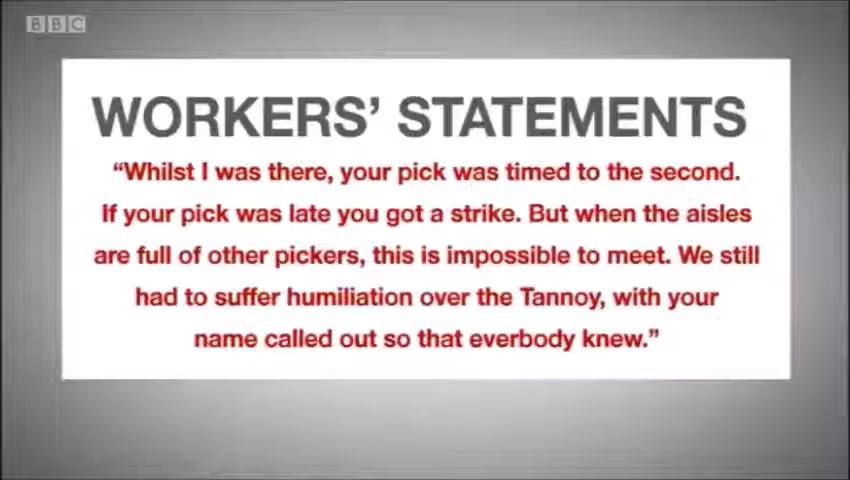 BBC
WORKERS’ STATEMENTS
“Whilst I was there, your pick was timed to the second.
If your pick was late you got a strike. But when the aisles
are full of other pickers, this is impossible to meet. We still
had to suffer humiliation over the Tannoy, with your
name called out so that everbody knew.”